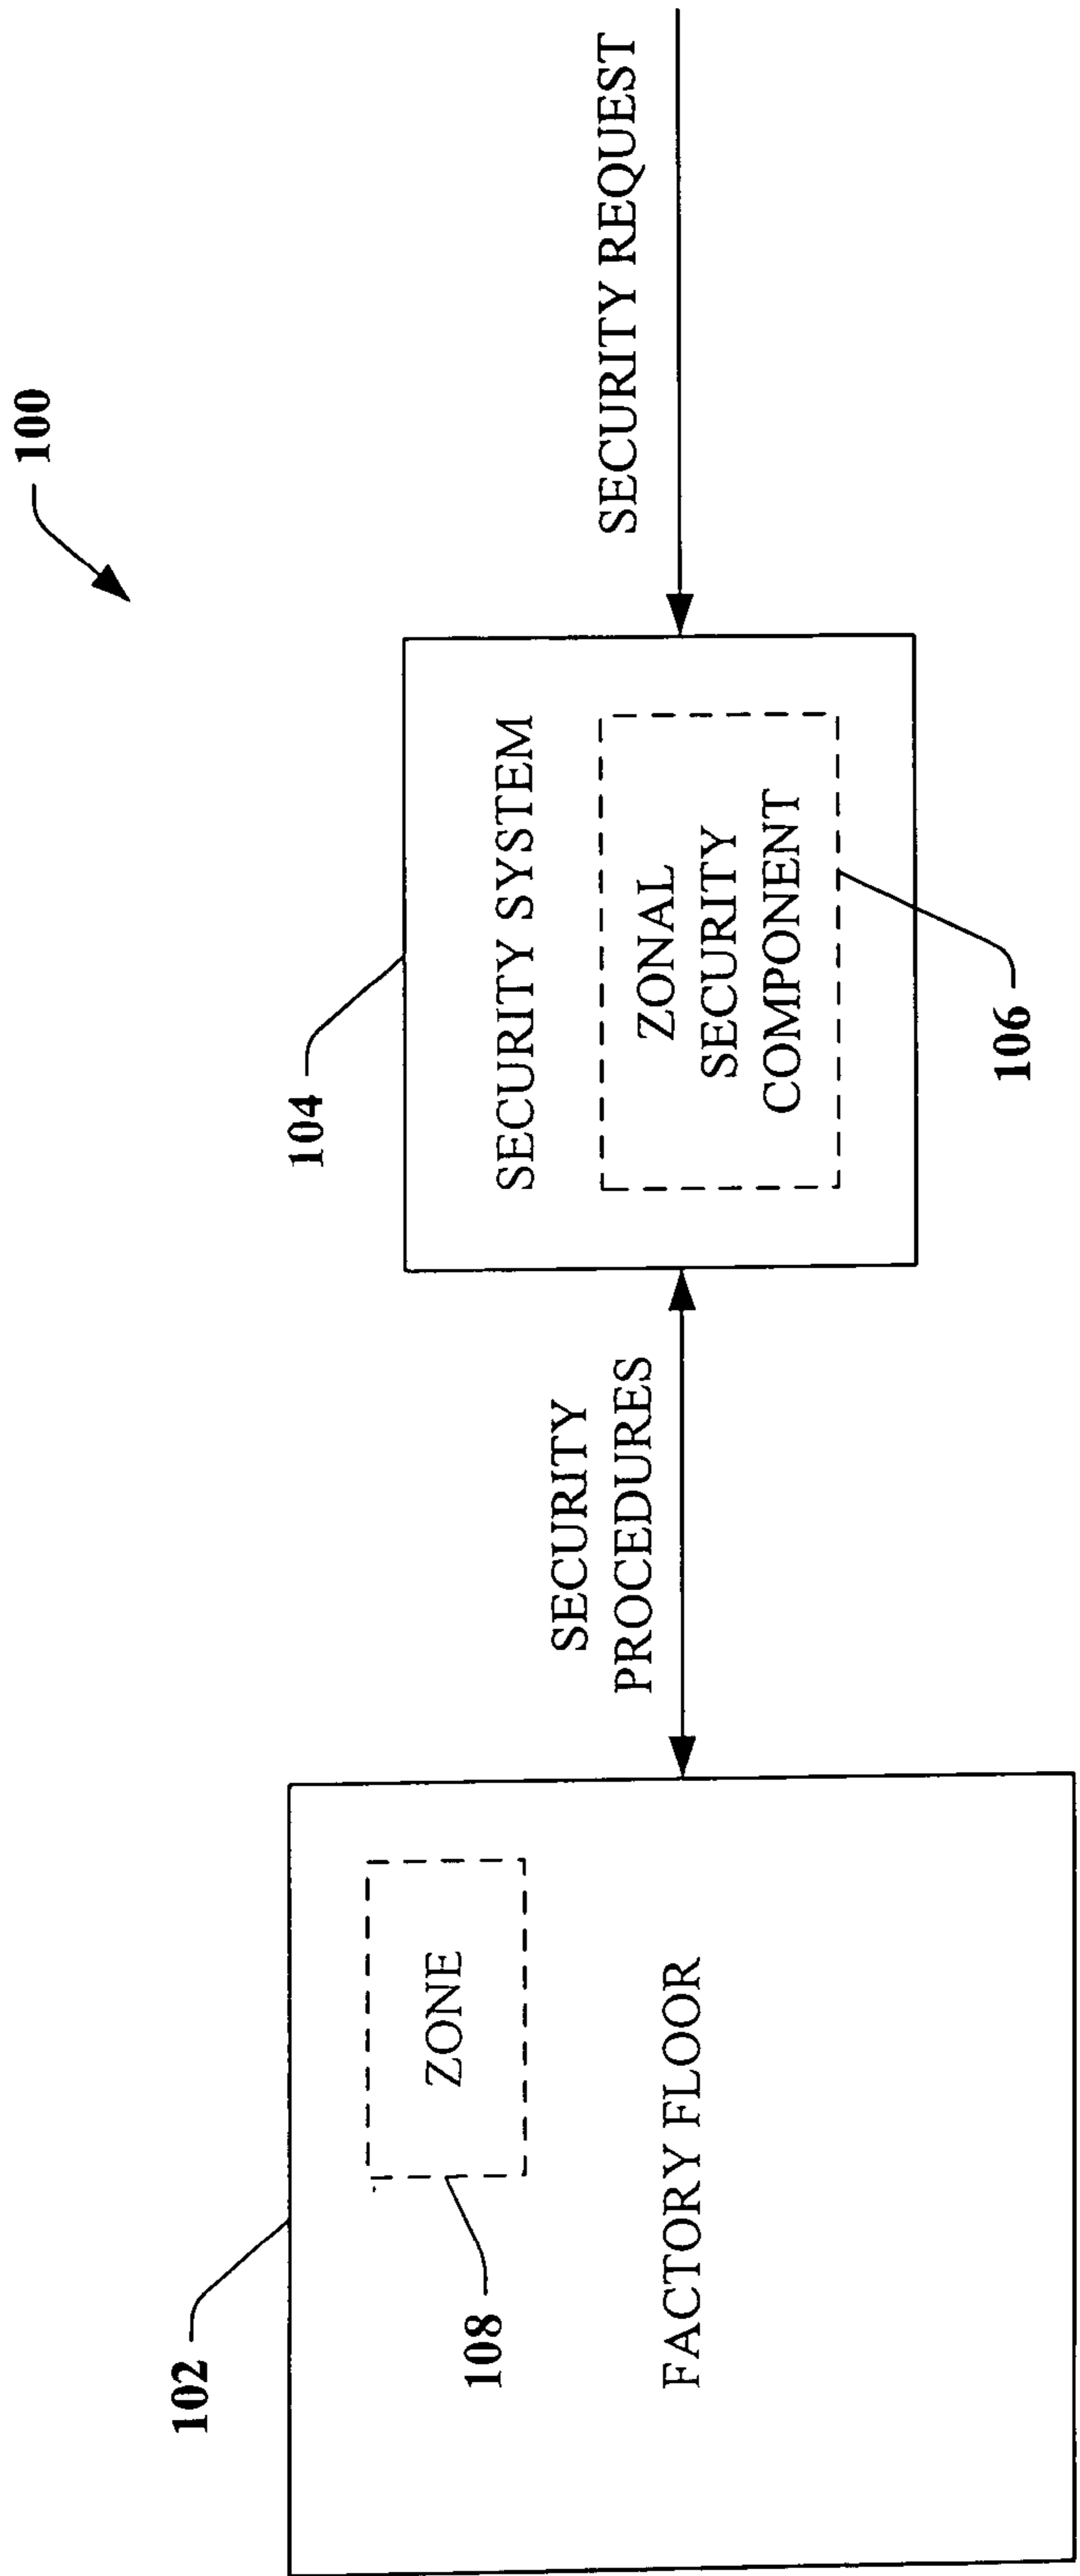 100
102
108
ZONE
FACTORY FLOOR
SECURITY
PROCEDURES
104
SECURITY SYSTEM
ZONAL
SECURITY
COMPONENT
106
SECURITY REQUEST